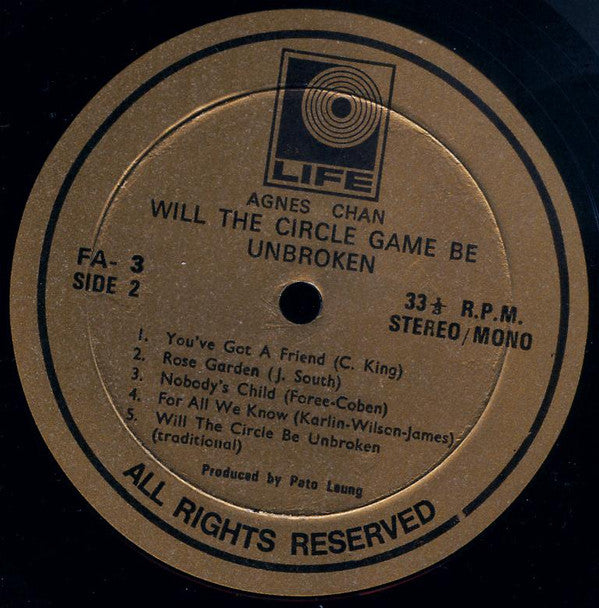 LIFE
AGNES CHAN
WILL THE CIRCLE GAME BE
UNBROKEN
FA- 3
SIDE 2
33⅓ R.P.M.
STEREO/MONO
1. You've Got A Friend (C. King)
2. Rose Garden (J. South)
3. Nobody's Child (Foree-Coben)
4. For All We Know (Karlin-Wilson-James)
5. Will The Circle Be Unbroken
(traditional)
Produced by Pato Leung
ALL RIGHTS RESERVED